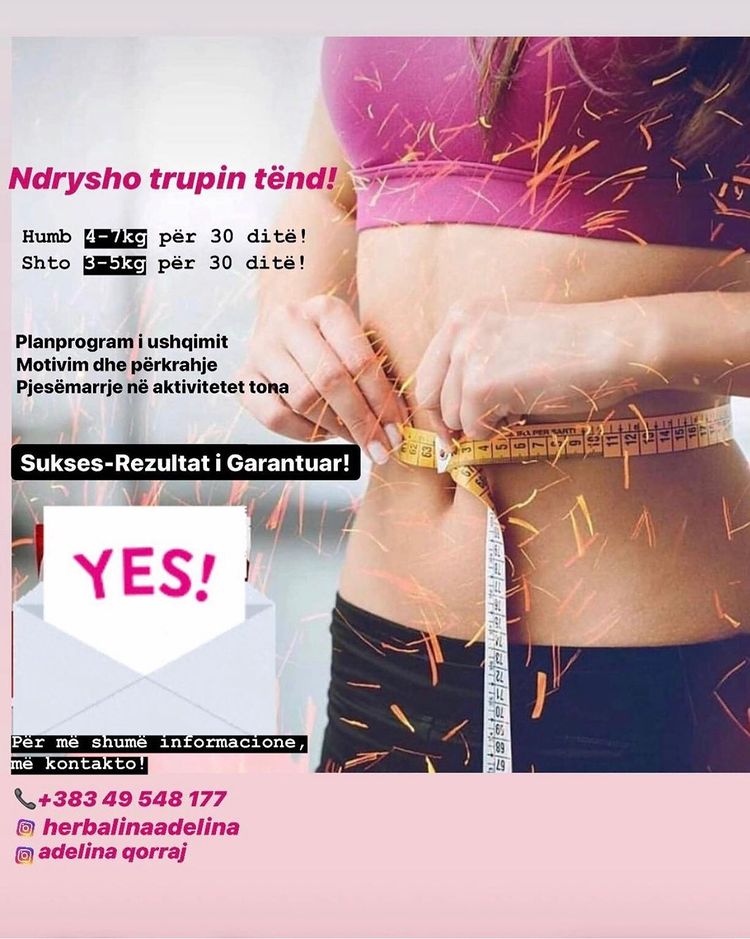 Ndrysho trupin tënd!
Humb 4-7kg për 30 ditë!
Shto 3-5kg për 30 ditë!
Planprogram i ushqimit
Motivim dhe përkrahje
Pjesëmarrje në aktivitetet tona
Sukses-Rezultat i Garantuar!
YES!
Për më shumë informacione,
më kontakto!
+383 49 548 177
herbalinaadelina
adelina qorraj